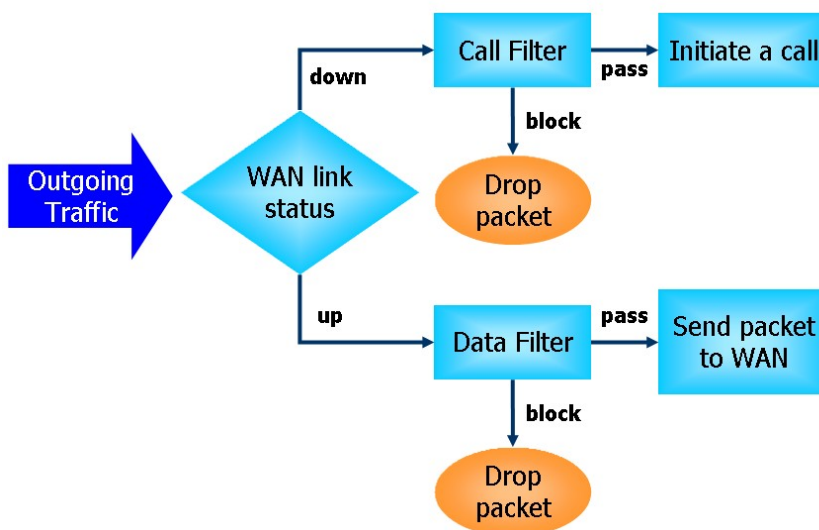 Call Filter
pass
Initiate a call
down
block
Outgoing
Traffic
WAN link
status
Drop
packet
up
Data Filter
pass
Send packet
to WAN
block
Drop
packet